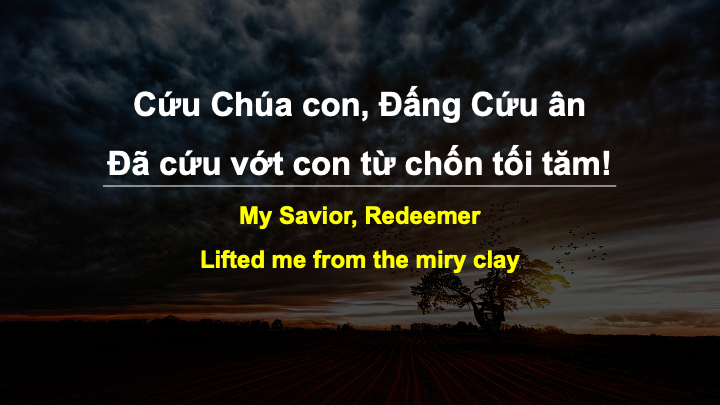 Cứu Chúa con, Đấng Cứu ân
Đã cứu vớt con từ chốn tối tăm!
My Savior, Redeemer
Lifted me from the miry clay